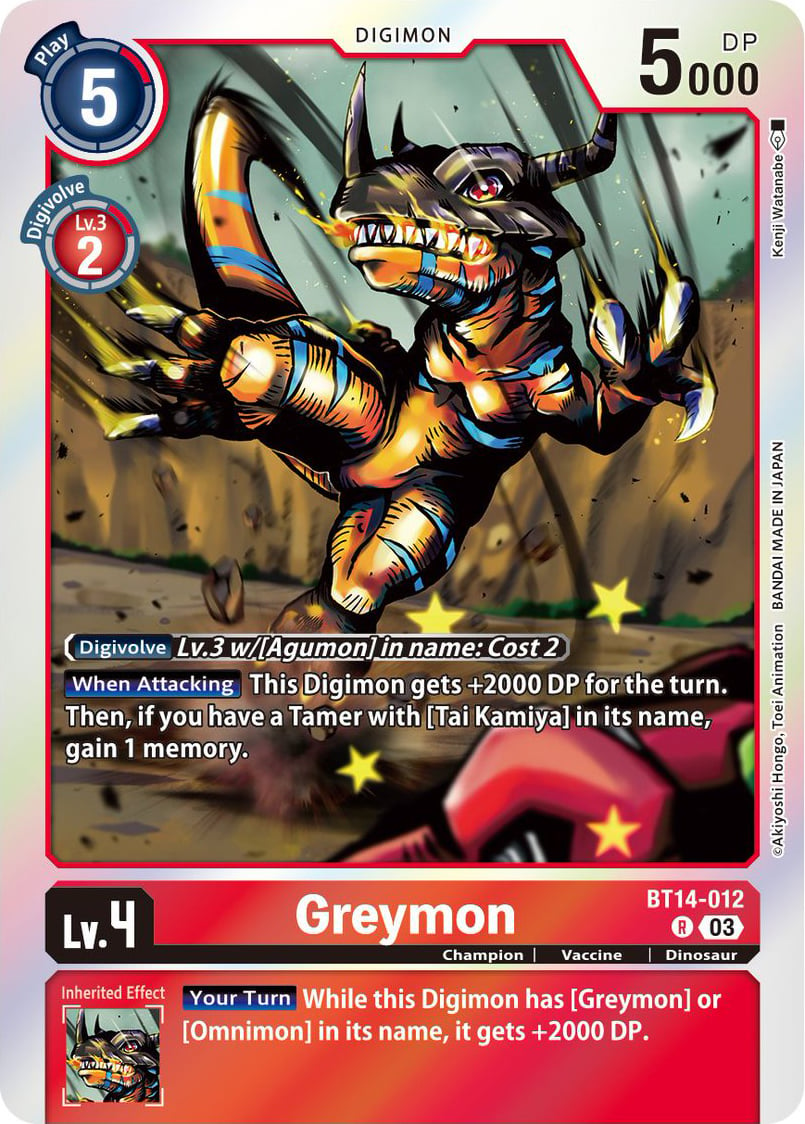 DIGIMON
Play
5
DP
5000
Digivolve
Lv.3
2
Kenji Watanabe
©Akiyoshi Hongo, Toei Animation BANDAI MADE IN JAPAN
Digivolve Lv.3 w/[Agumon] in name: Cost 2
When Attacking This Digimon gets +2000 DP for the turn.
Then, if you have a Tamer with [Tai Kamiya] in its name,
gain 1 memory.
Lv.4
Greymon
BT14-012
R 03
Champion | Vaccine | Dinosaur
Inherited Effect
Your Turn While this Digimon has [Greymon] or
[Omnimon] in its name, it gets +2000 DP.